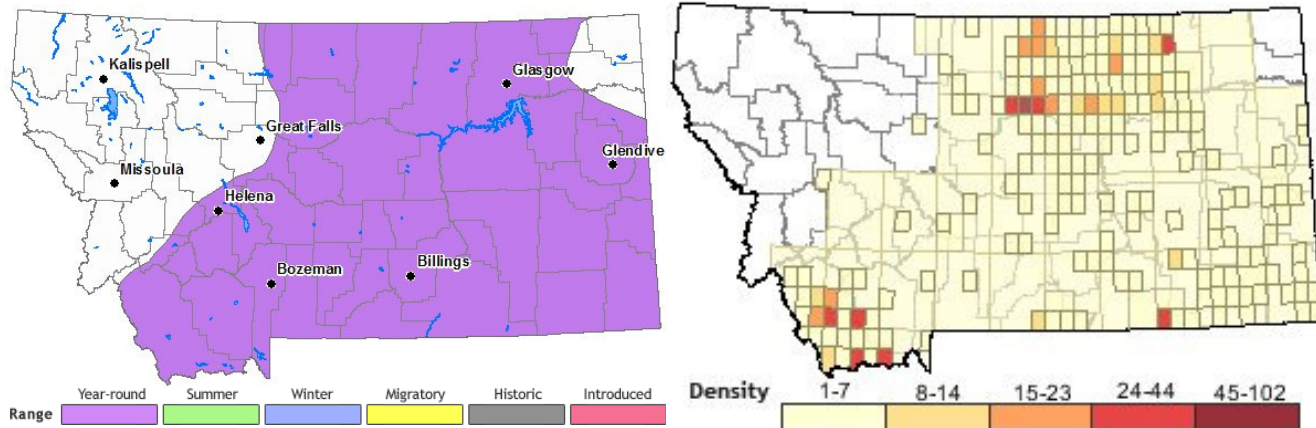 Kalispell
Glasgow
Great Falls
Glendive
Missoula
Helena
Bozeman
Billings
Year-round Summer Winter Migratory Historic Introduced
Range
Density 1-7 8-14 15-23 24-44 45-102